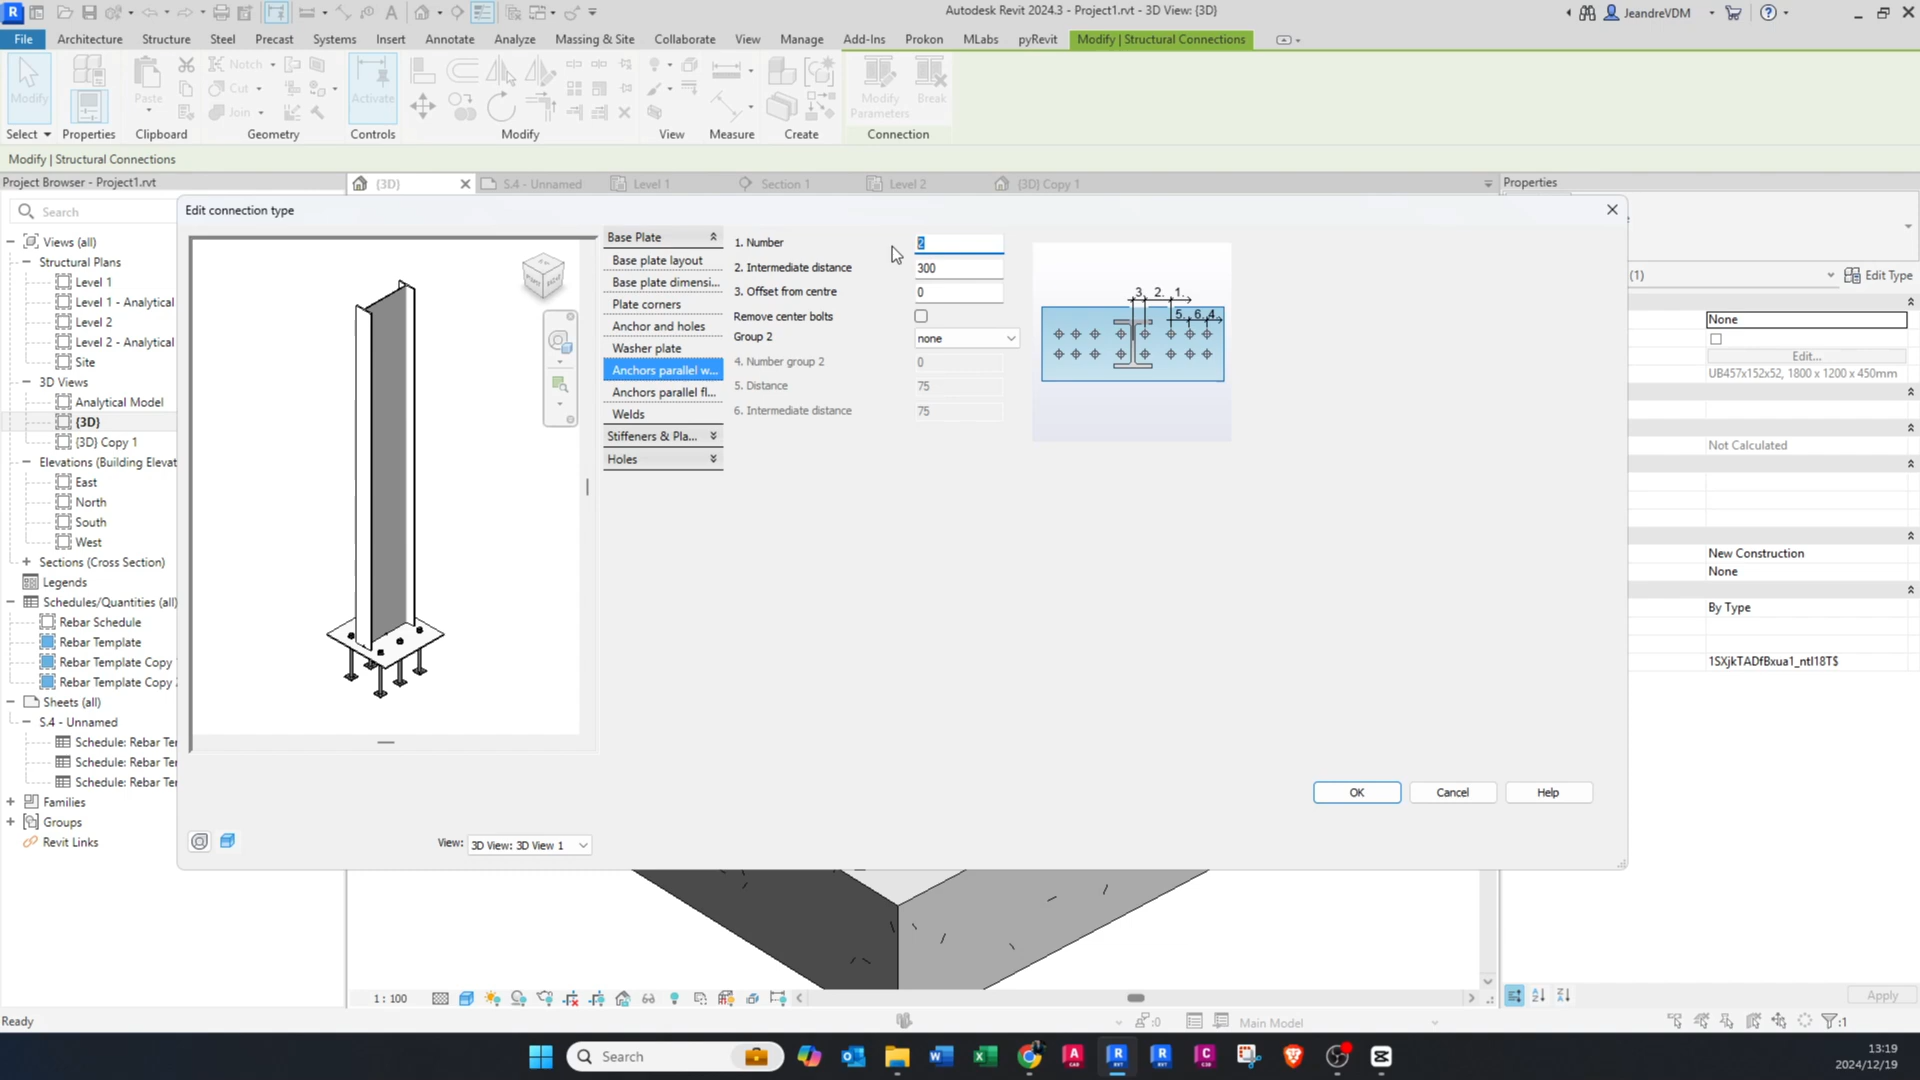 Autodesk Revit 2024.3 - Project1.rvt - 3D View: {3D}
JeandreVDM
File
Architecture
Structure
Steel
Precast
Systems
Insert
Annotate
Analyze
Massing & Site
Collaborate
View
Manage
Add-Ins
Prokon
MLabs
pyRevit
Modify | Structural Connections
Modify
Paste
Notch
Cut
Join
Activate
Modify
Parameters
Break
Select
Properties
Clipboard
Geometry
Controls
Modify
View
Measure
Create
Connection
Modify | Structural Connections
Project Browser - Project1.rvt
{3D}
S.4 - Unnamed
Level 1
Section 1
Level 2
{3D} Copy 1
Properties
Search
Views (all)
Structural Plans
Level 1
Level 1 - Analytical
Level 2
Level 2 - Analytical
Site
3D Views
Analytical Model
{3D}
{3D} Copy 1
Elevations (Building Elevat
East
North
South
West
Sections (Cross Section)
Legends
Schedules/Quantities (all)
Rebar Schedule
Rebar Template
Rebar Template Copy
Rebar Template Copy
Sheets (all)
S.4 - Unnamed
Schedule: Rebar Ter
Schedule: Rebar Ter
Schedule: Rebar Ter
Families
Groups
Revit Links
Edit connection type
Base Plate
Base plate layout
Base plate dimensi...
Plate corners
Anchor and holes
Washer plate
Anchors parallel w...
Anchors parallel fl...
Welds
Stiffeners & Pla...
Holes
1. Number
2
2. Intermediate distance
300
3. Offset from centre
0
Remove center bolts
Group 2
none
4. Number group 2
0
5. Distance
75
6. Intermediate distance
75
3. 2. 1.
5. 6. 4.
OK
Cancel
Help
View:
3D View: 3D View 1
(1)
Edit Type
None
Edit...
UB457x152x52, 1800 x 1200 x 450mm
Not Calculated
New Construction
None
By Type
1SXjkTADfBxua1_ntI18T$
1 : 100
Apply
Ready
:0
Main Model
:1
Search
13:19
2024/12/19